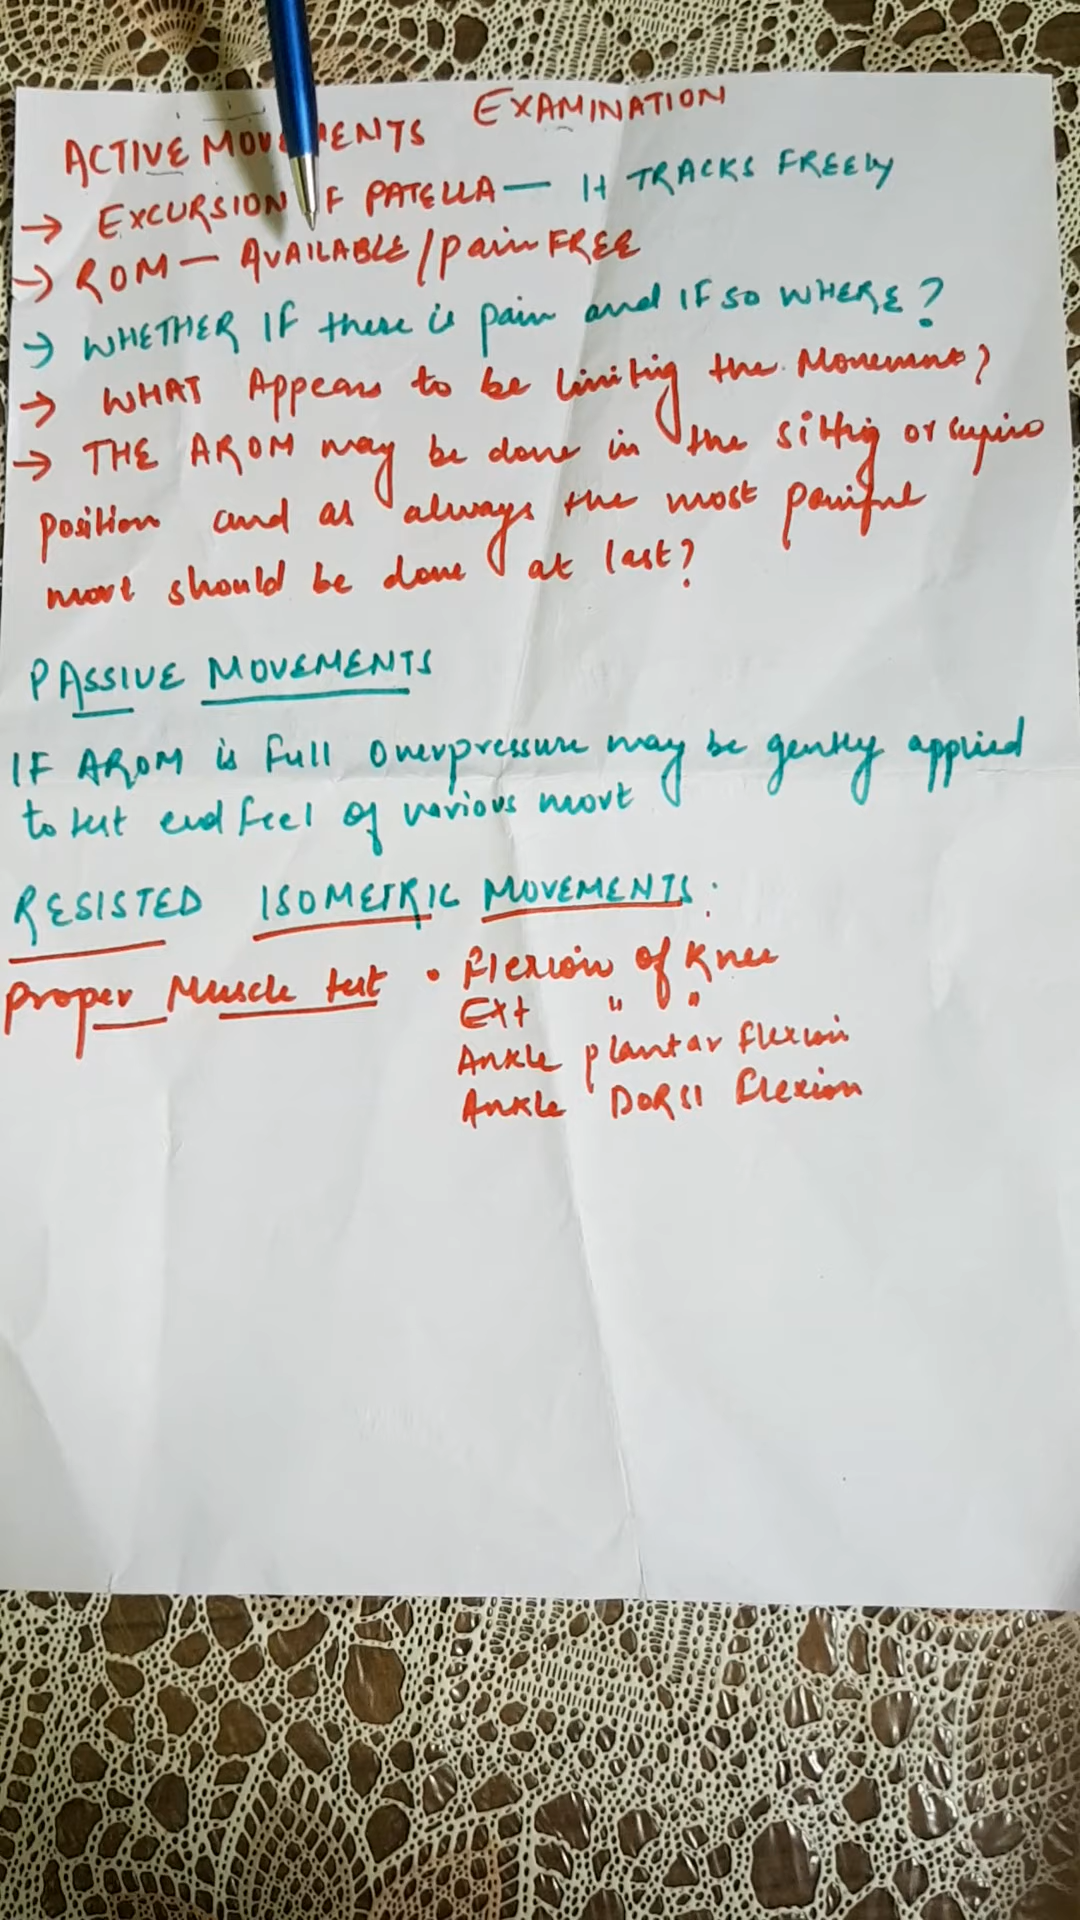 EXAMINATION
ACTIVE MOVEMENTS
→ EXCURSION OF PATELLA — It TRACKS FREELY
→ ROM — AVAILABLE/painFREE
→ WHETHER IF there is pain and IF SO WHERE?
→ WHAT Appears to be limiting the Movement?
→ THE AROM may be done in the sitting or supine
position and as always the most painful
movt should be done at last?
PASSIVE MOVEMENTS
IF AROM is full overpressure may be gently applied
to test end feel of various movt
RESISTED ISOMETRIC MOVEMENTS:
Proper Muscle test • flexion of Knee
Ext " "
Ankle plantar flexion
Ankle DORSI flexion